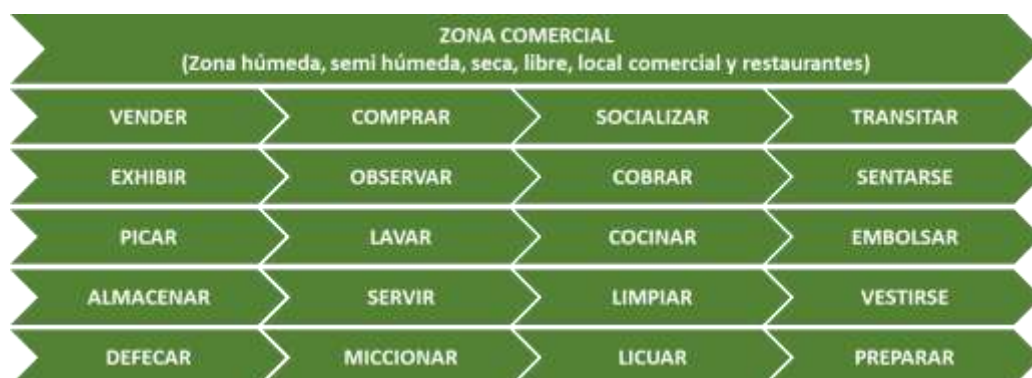 ZONA COMERCIAL
(Zona húmeda, semi húmeda, seca, libre, local comercial y restaurantes)
VENDER COMPRAR SOCIALIZAR TRANSITAR
EXHIBIR OBSERVAR COBRAR SENTARSE
PICAR LAVAR COCINAR EMBOLSAR
ALMACENAR SERVIR LIMPIAR VESTIRSE
DEFECAR MICCIONAR LICUAR PREPARAR